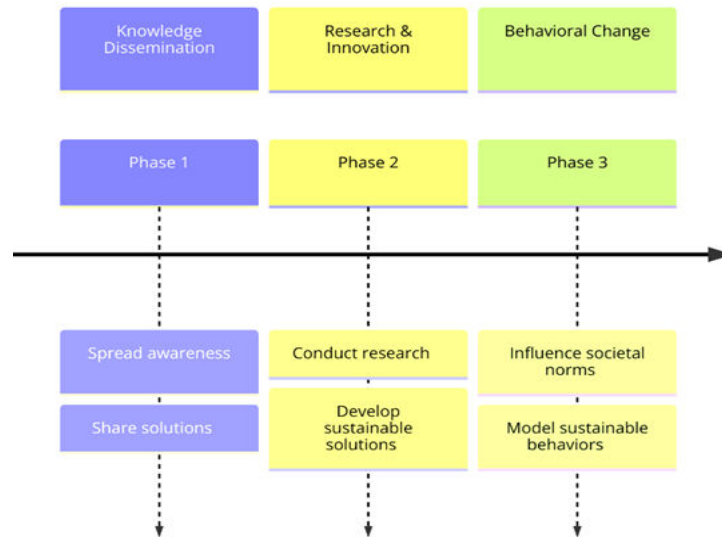 Knowledge
Dissemination
Research &
Innovation
Behavioral Change
Phase 1
Phase 2
Phase 3
Spread awareness
Share solutions
Conduct research
Develop
sustainable
solutions
Influence societal
norms
Model sustainable
behaviors